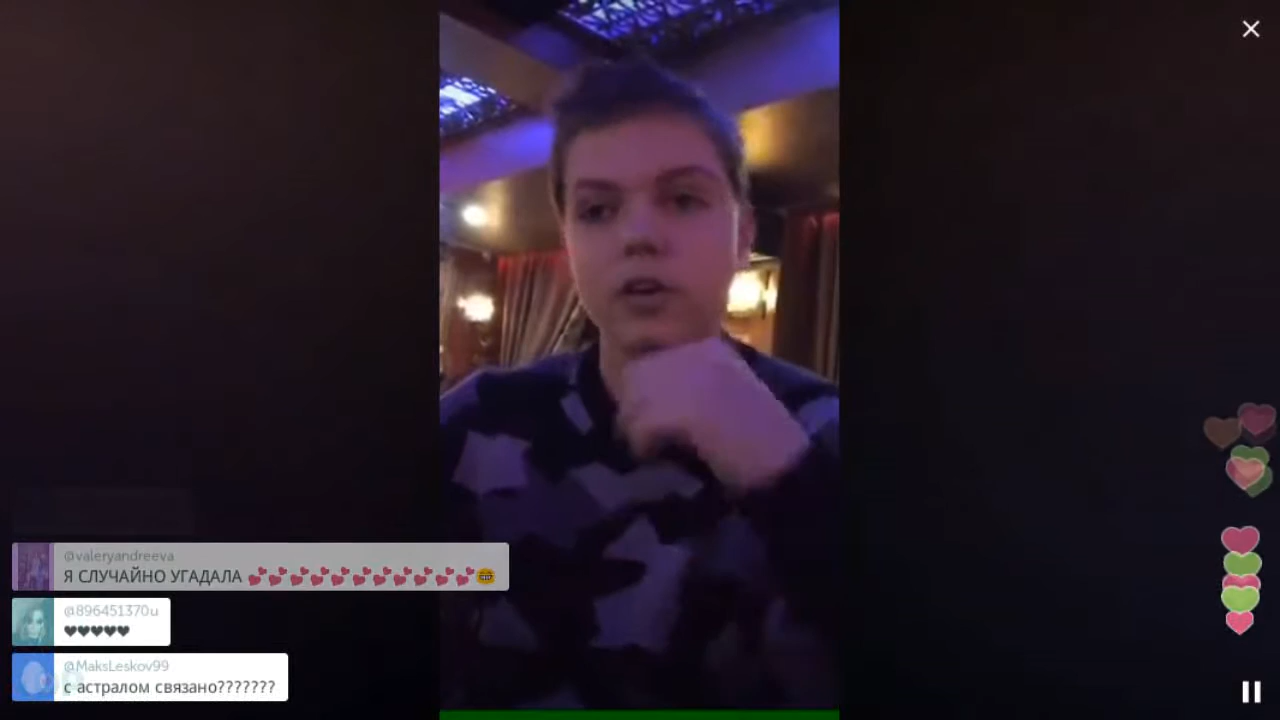 @valeryandreeva
Я СЛУЧАЙНО УГАДАЛА 💕💕💕💕💕💕💕💕💕💕💕🤓
@896451370u
❤❤❤❤❤
@MaksLeskov99
с астралом связано???????